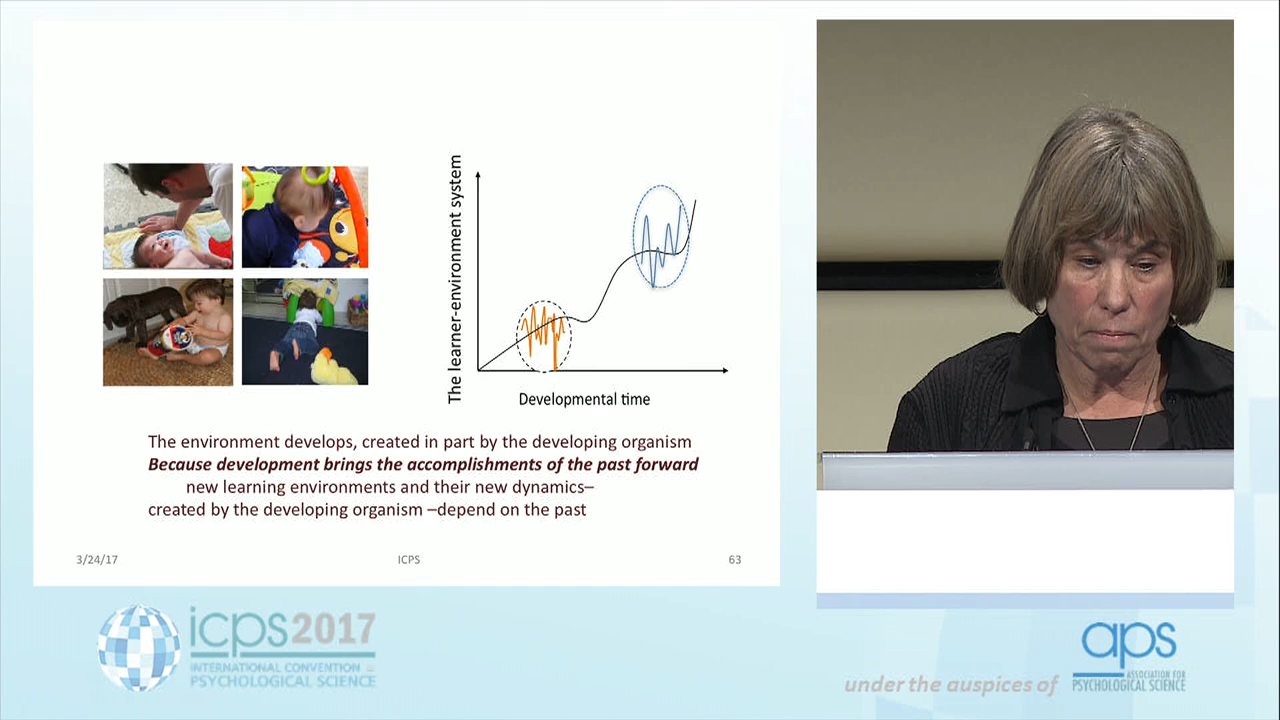 The learner-environment system
Developmental time
The environment develops, created in part by the developing organism
Because development brings the accomplishments of the past forward
new learning environments and their new dynamics–
created by the developing organism –depend on the past
3/24/17
ICPS
63
icps2017
INTERNATIONAL CONVENTION
PSYCHOLOGICAL SCIENCE
under the auspices of
aps
ASSOCIATION FOR
PSYCHOLOGICAL SCIENCE